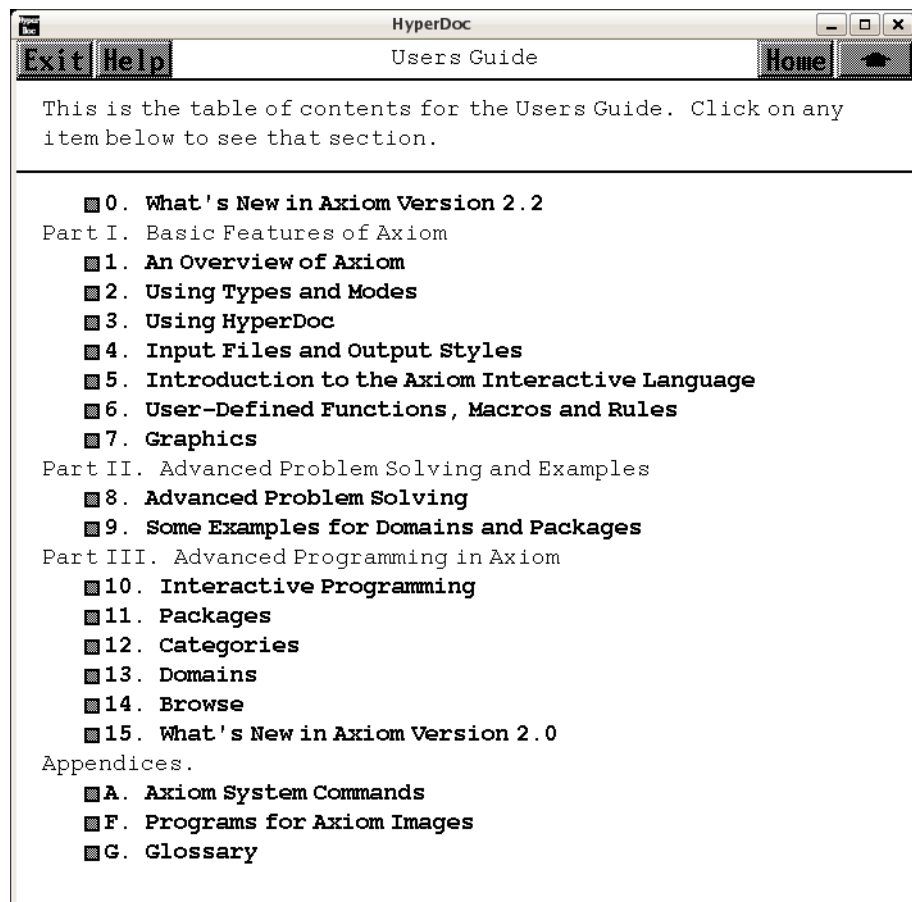 Hyper Doc
HyperDoc
Exit Help
Users Guide
Home
This is the table of contents for the Users Guide. Click on any
item below to see that section.
0. What's New in Axiom Version 2.2
Part I. Basic Features of Axiom
1. An Overview of Axiom
2. Using Types and Modes
3. Using HyperDoc
4. Input Files and Output Styles
5. Introduction to the Axiom Interactive Language
6. User-Defined Functions, Macros and Rules
7. Graphics
Part II. Advanced Problem Solving and Examples
8. Advanced Problem Solving
9. Some Examples for Domains and Packages
Part III. Advanced Programming in Axiom
10. Interactive Programming
11. Packages
12. Categories
13. Domains
14. Browse
15. What's New in Axiom Version 2.0
Appendices.
A. Axiom System Commands
F. Programs for Axiom Images
G. Glossary